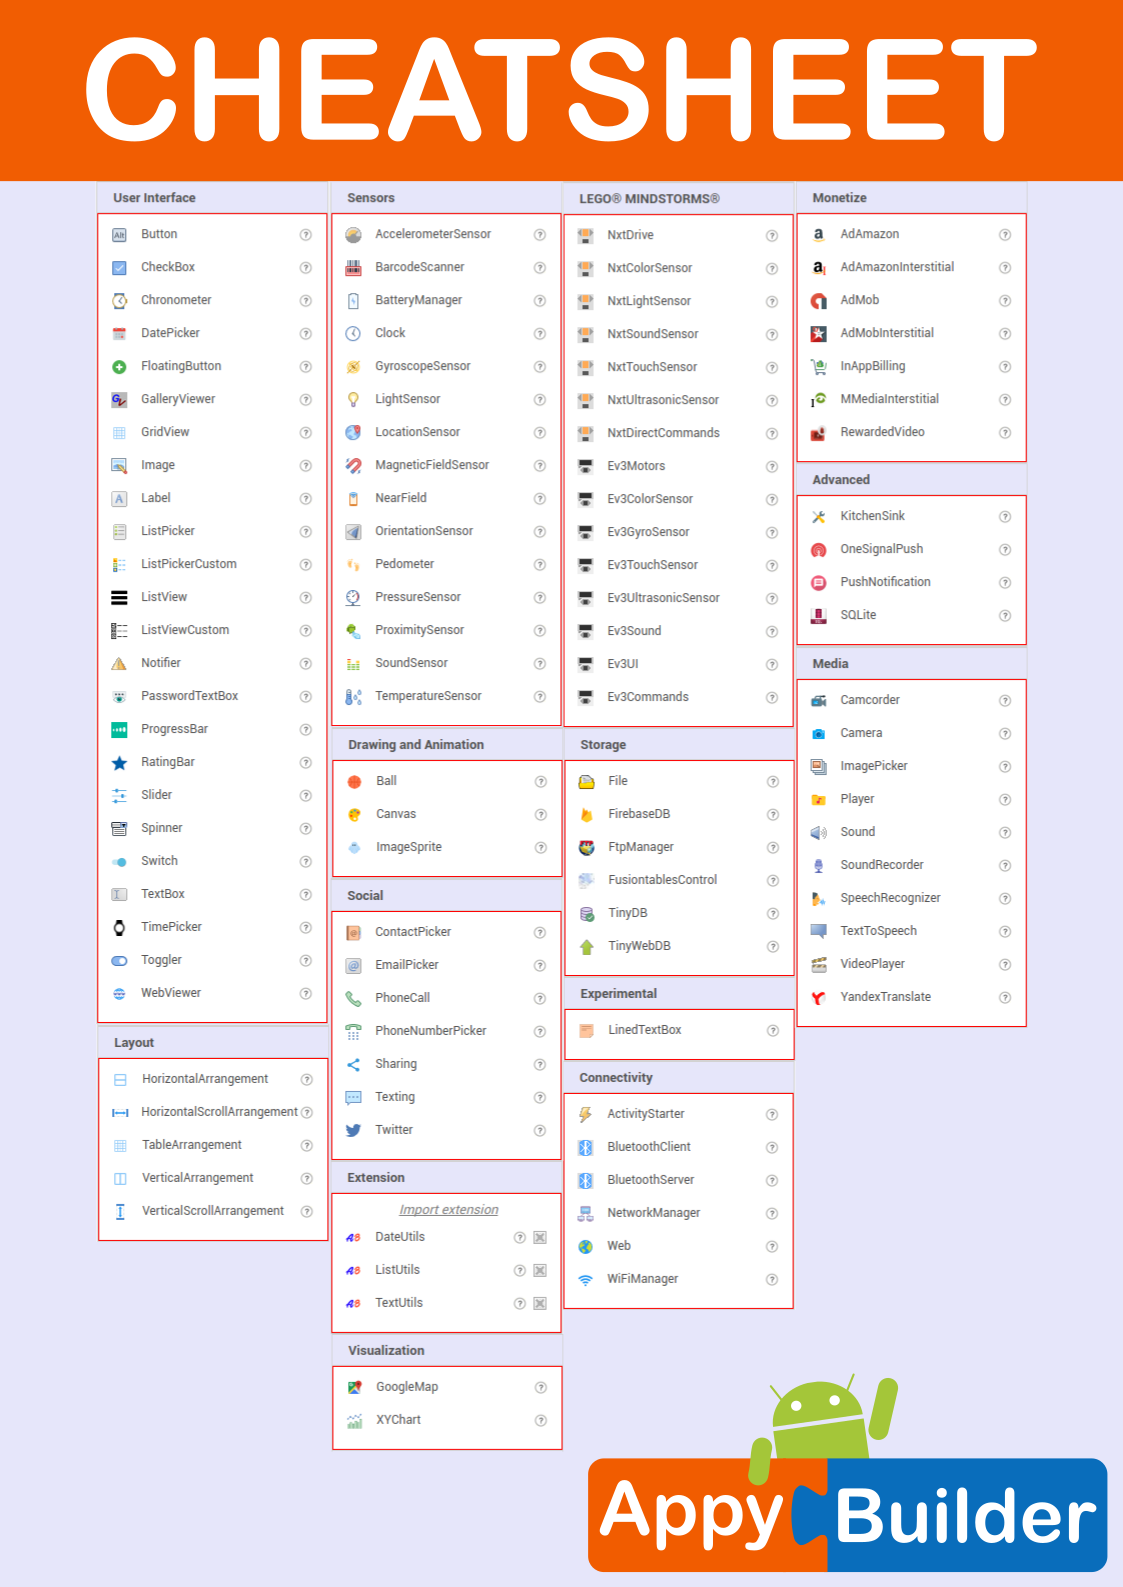 CHEATSHEET
User Interface
Button
CheckBox
Chronometer
DatePicker
FloatingButton
GalleryViewer
GridView
Image
Label
ListPicker
ListPickerCustom
ListView
ListViewCustom
Notifier
PasswordTextBox
ProgressBar
RatingBar
Slider
Spinner
Switch
TextBox
TimePicker
Toggler
WebViewer
Layout
HorizontalArrangement
HorizontalScrollArrangement
TableArrangement
VerticalArrangement
VerticalScrollArrangement
Sensors
AccelerometerSensor
BarcodeScanner
BatteryManager
Clock
GyroscopeSensor
LightSensor
LocationSensor
MagneticFieldSensor
NearField
OrientationSensor
Pedometer
PressureSensor
ProximitySensor
SoundSensor
TemperatureSensor
Drawing and Animation
Ball
Canvas
ImageSprite
Social
ContactPicker
EmailPicker
PhoneCall
PhoneNumberPicker
Sharing
Texting
Twitter
Extension
Import extension
DateUtils
ListUtils
TextUtils
Visualization
GoogleMap
XYChart
LEGO® MINDSTORMS®
NxtDrive
NxtColorSensor
NxtLightSensor
NxtSoundSensor
NxtTouchSensor
NxtUltrasonicSensor
NxtDirectCommands
Ev3Motors
Ev3ColorSensor
Ev3GyroSensor
Ev3TouchSensor
Ev3UltrasonicSensor
Ev3Sound
Ev3UI
Ev3Commands
Storage
File
FirebaseDB
FtpManager
FusiontablesControl
TinyDB
TinyWebDB
Experimental
LinedTextBox
Connectivity
ActivityStarter
BluetoothClient
BluetoothServer
NetworkManager
Web
WiFiManager
Monetize
AdAmazon
AdAmazonInterstitial
AdMob
AdMobInterstitial
InAppBilling
MMediaInterstitial
RewardedVideo
Advanced
KitchenSink
OneSignalPush
PushNotification
SQLite
Media
Camcorder
Camera
ImagePicker
Player
Sound
SoundRecorder
SpeechRecognizer
TextToSpeech
VideoPlayer
YandexTranslate
Appy Builder